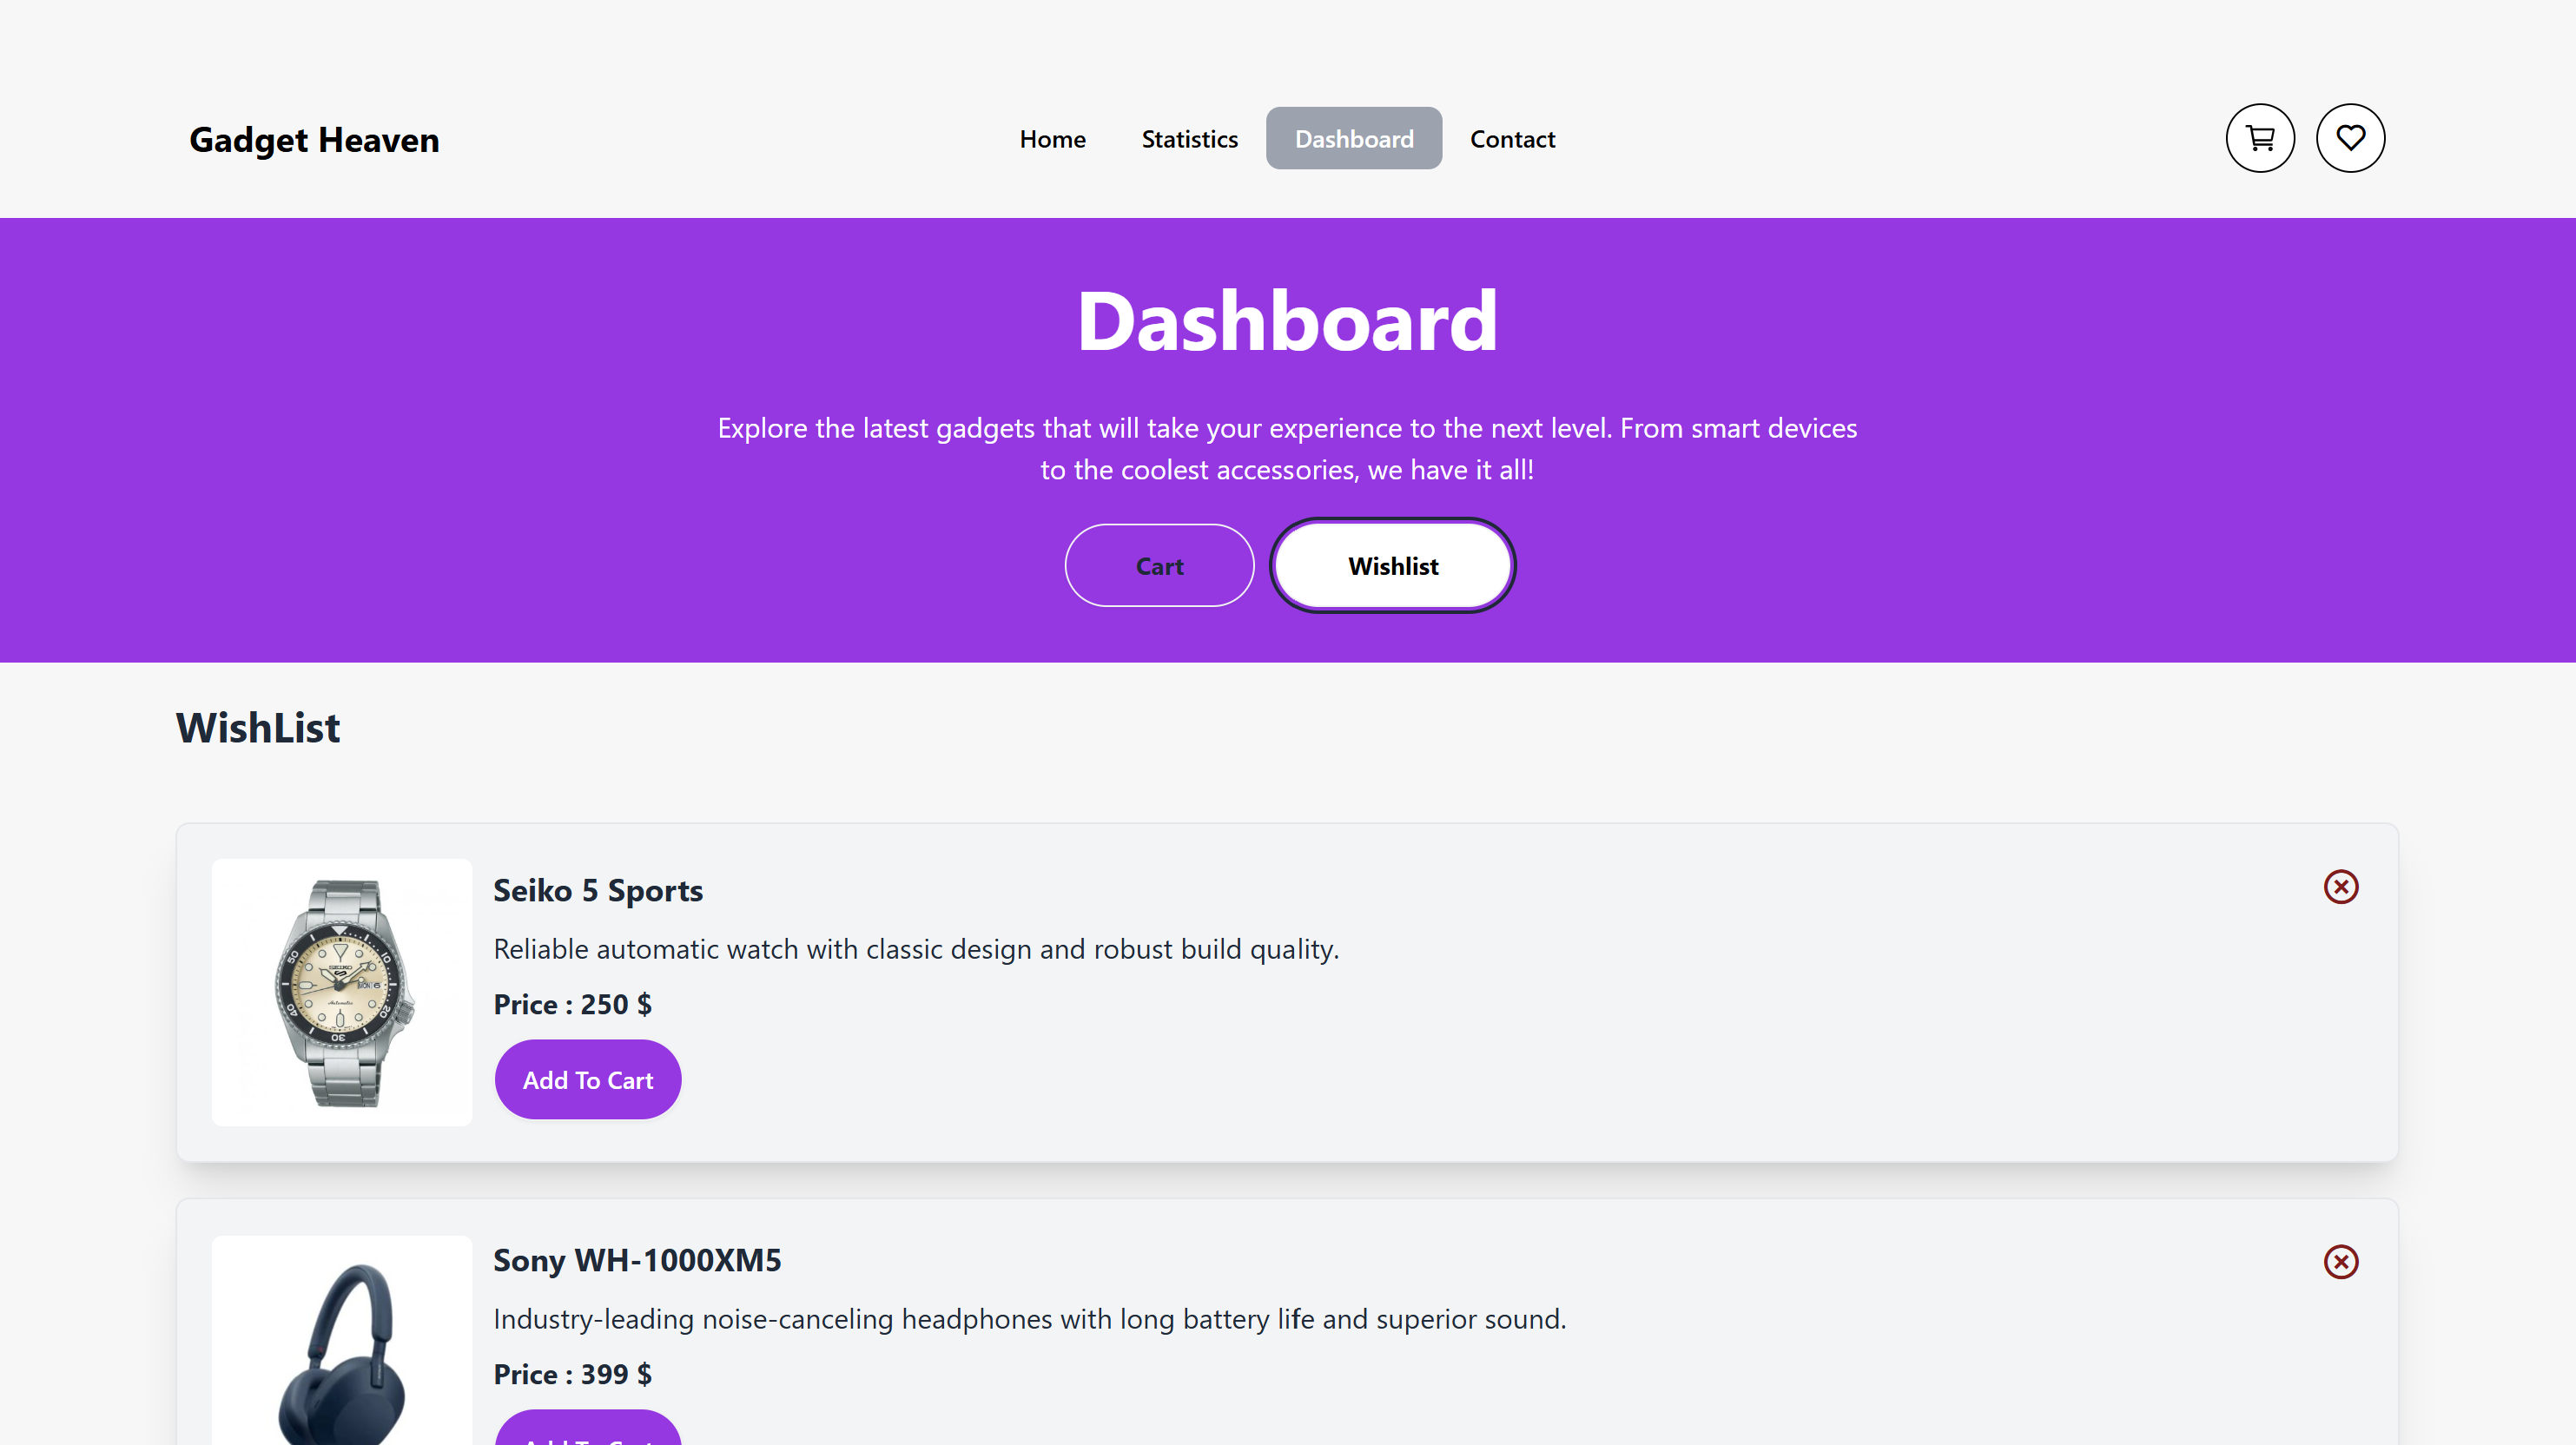 Gadget Heaven
Home Statistics Dashboard Contact
Dashboard
Explore the latest gadgets that will take your experience to the next level. From smart devices
to the coolest accessories, we have it all!
Cart Wishlist
WishList
Seiko 5 Sports
Reliable automatic watch with classic design and robust build quality.
Price : 250 $
Add To Cart
Sony WH-1000XM5
Industry-leading noise-canceling headphones with long battery life and superior sound.
Price : 399 $
Add To Cart